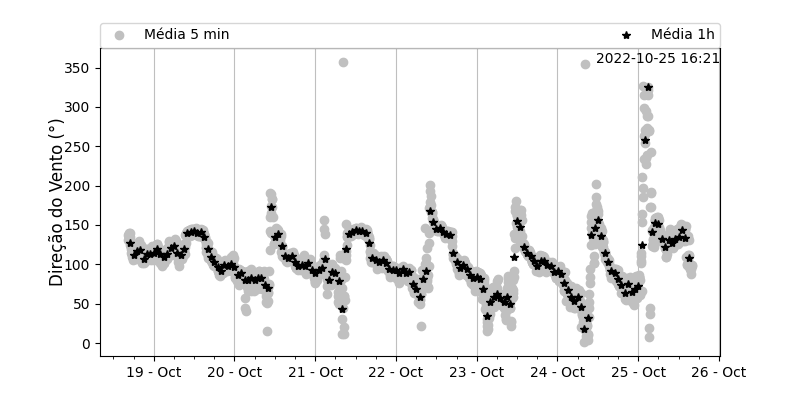 Média 5 min
Média 1h
2022-10-25 16:21
Direção do Vento (°)
350
300
250
200
150
100
50
0
19 - Oct
20 - Oct
21 - Oct
22 - Oct
23 - Oct
24 - Oct
25 - Oct
26 - Oct